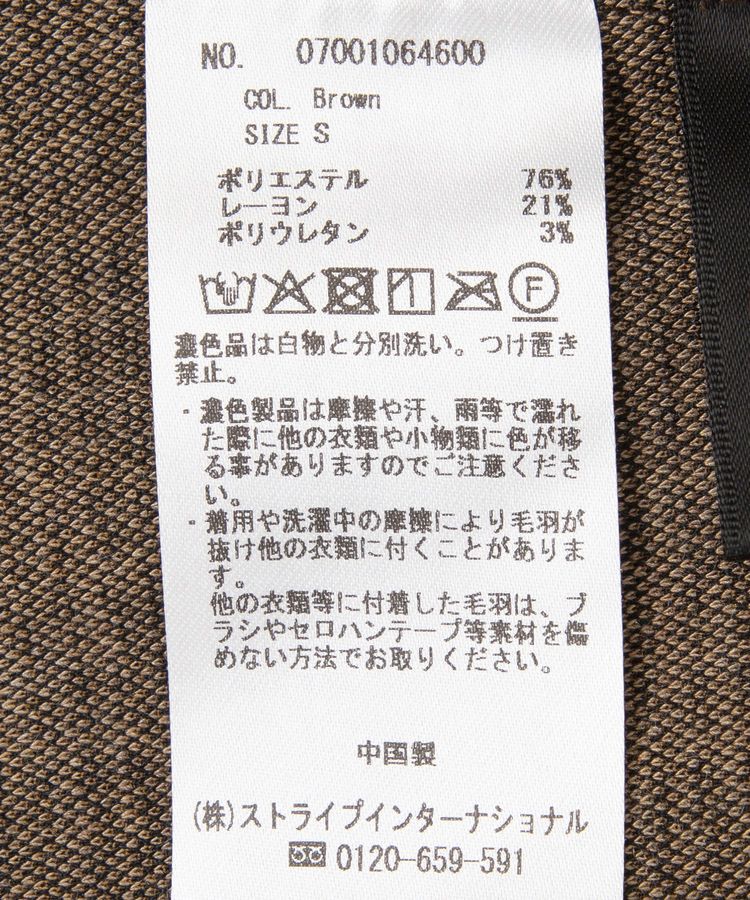 NO. 07001064600
COL. Brown
SIZE S
ポリエステル 76%
レーヨン 21%
ポリウレタン 3%
F
濃色品は白物と分別洗い。つけ置き
禁止。
・濃色製品は摩擦や汗、雨等で濡れ
た際に他の衣類や小物類に色が移
る事がありますのでご注意くださ
い。
・着用や洗濯中の摩擦により毛羽が
抜け他の衣類に付くことがありま
す。
他の衣類等に付着した毛羽は、ブ
ラシやセロハンテープ等素材を傷
めない方法でお取りください。
中国製
(株)ストライプインターナショナル
0120-659-591